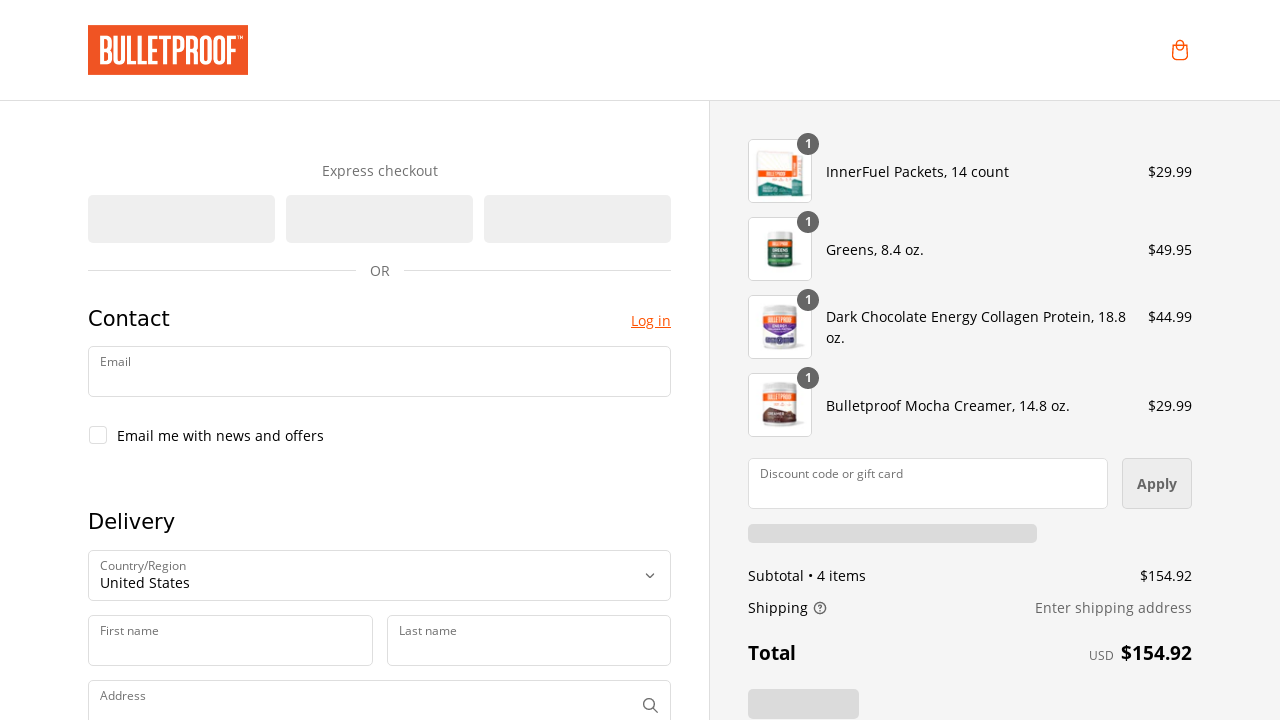 BULLETPROOF™
Express checkout
OR
Contact
Log in
Email
Email me with news and offers
Delivery
Country/Region
United States
First name
Last name
Address
1
InnerFuel Packets, 14 count
$29.99
1
Greens, 8.4 oz.
$49.95
1
Dark Chocolate Energy Collagen Protein, 18.8
oz.
$44.99
1
Bulletproof Mocha Creamer, 14.8 oz.
$29.99
Discount code or gift card
Apply
Subtotal • 4 items
$154.92
Shipping
Enter shipping address
Total
USD $154.92